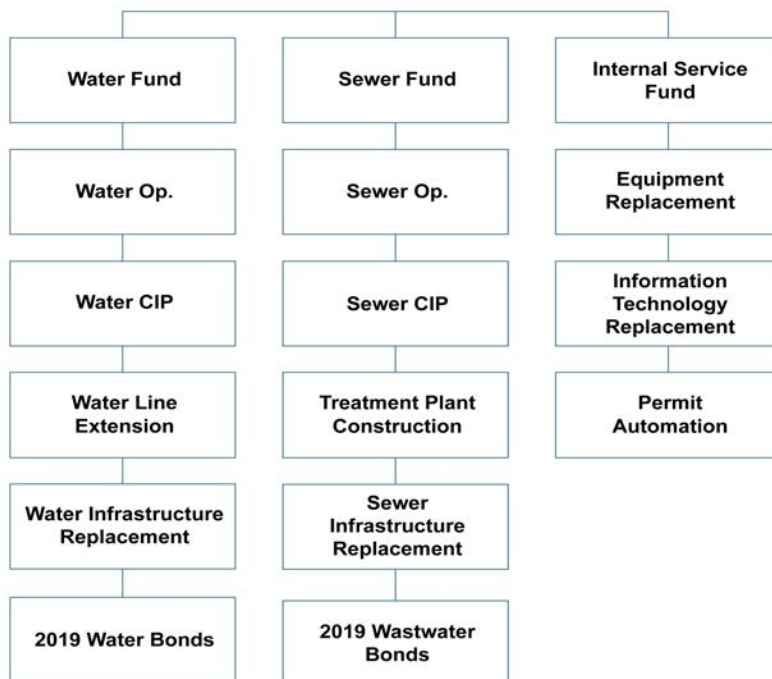 Water Fund
Sewer Fund
Internal Service
Fund
Water Op.
Sewer Op.
Equipment
Replacement
Water CIP
Sewer CIP
Information
Technology
Replacement
Water Line
Extension
Treatment Plant
Construction
Permit
Automation
Water Infrastructure
Replacement
Sewer
Infrastructure
Replacement
2019 Water Bonds
2019 Wastwater
Bonds